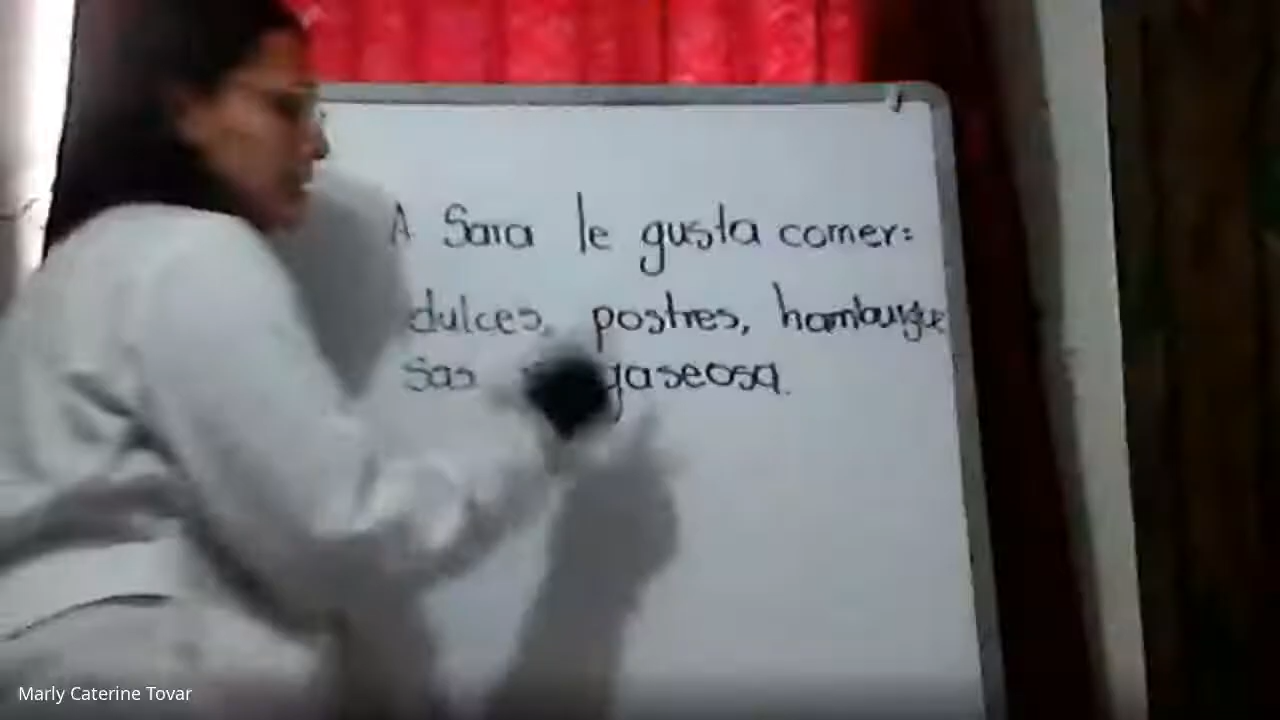 A Sara le gusta comer:
dulces, postres, hamburgue
sas gaseosa.
Marly Caterine Tovar